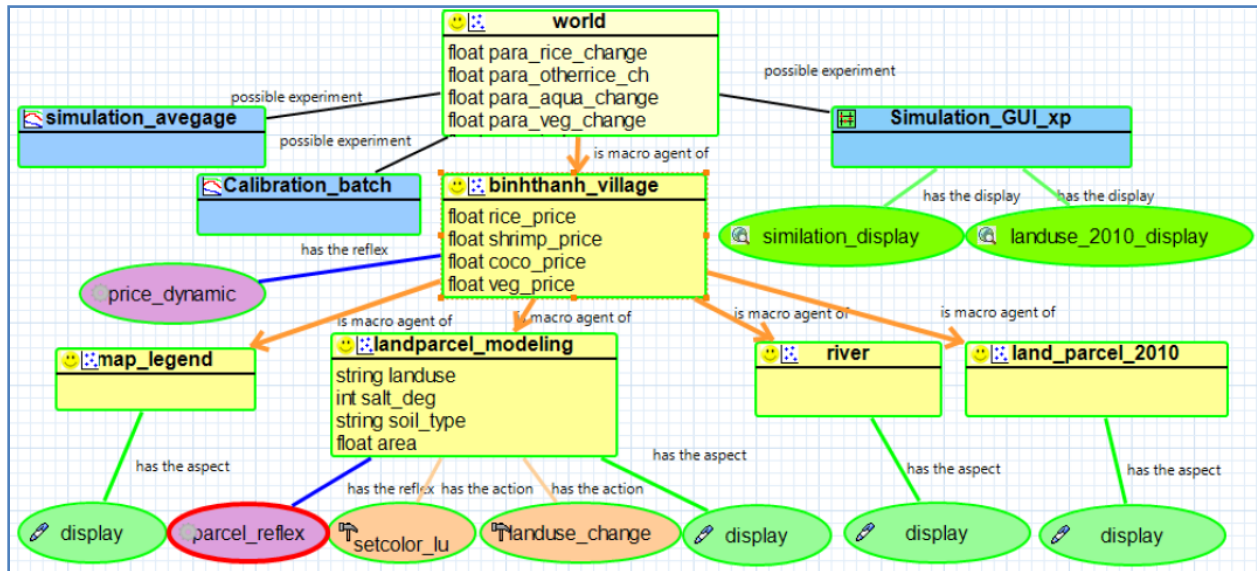 world
float para_rice_change
float para_otherrice_ch
float para_aqua_change
float para_veg_change
possible experiment
possible experiment
possible experiment
simulation_avegage
Simulation_GUI_xp
Calibration_batch
is macro agent of
binhthanh_village
float rice_price
float shrimp_price
float coco_price
float veg_price
has the display
has the display
similation_display
landuse_2010_display
has the reflex
price_dynamic
is macro agent of
is macro agent of
is macro agent of
is macro agent of
map_legend
landparcel_modeling
string landuse
int salt_deg
string soil_type
float area
river
land_parcel_2010
has the aspect
has the reflex
has the action
has the action
has the aspect
has the aspect
has the aspect
display
parcel_reflex
setcolor_lu
landuse_change
display
display
display